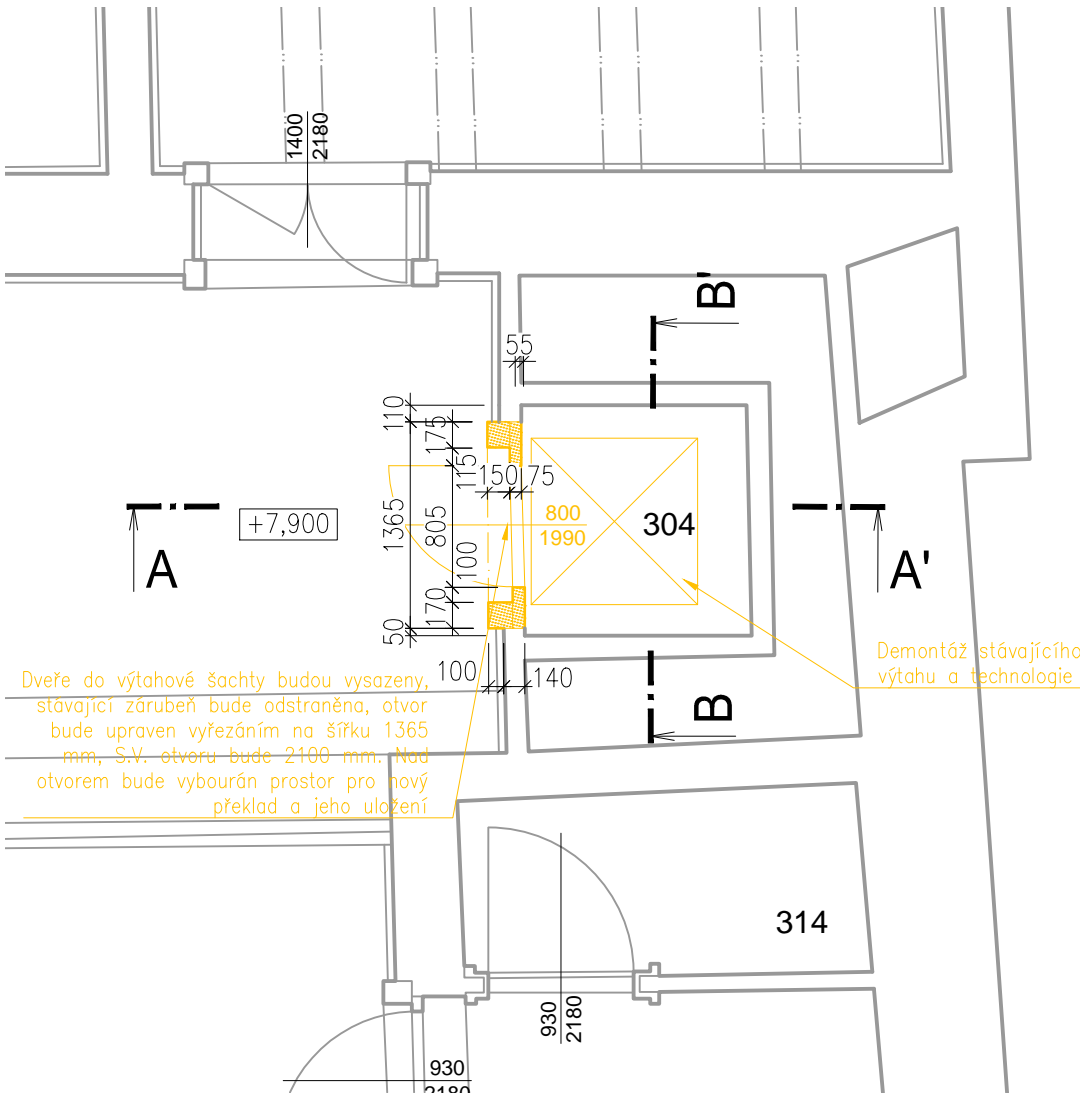 1400
2180
B'
55
110
175
115
150
75
1365
805
800
1990
304
+7,900
A
A'
100
170
50
100
140
B
Demontáž stávajícího
výtahu a technologie
Dveře do výtahové šachty budou vysazeny,
stávající zárubeň bude odstraněna, otvor
bude upraven vyřezáním na šířku 1365
mm, S.V. otvoru bude 2100 mm. Nad
otvorem bude vybourán prostor pro nový
překlad a jeho uložení
314
930
2180
930
2180